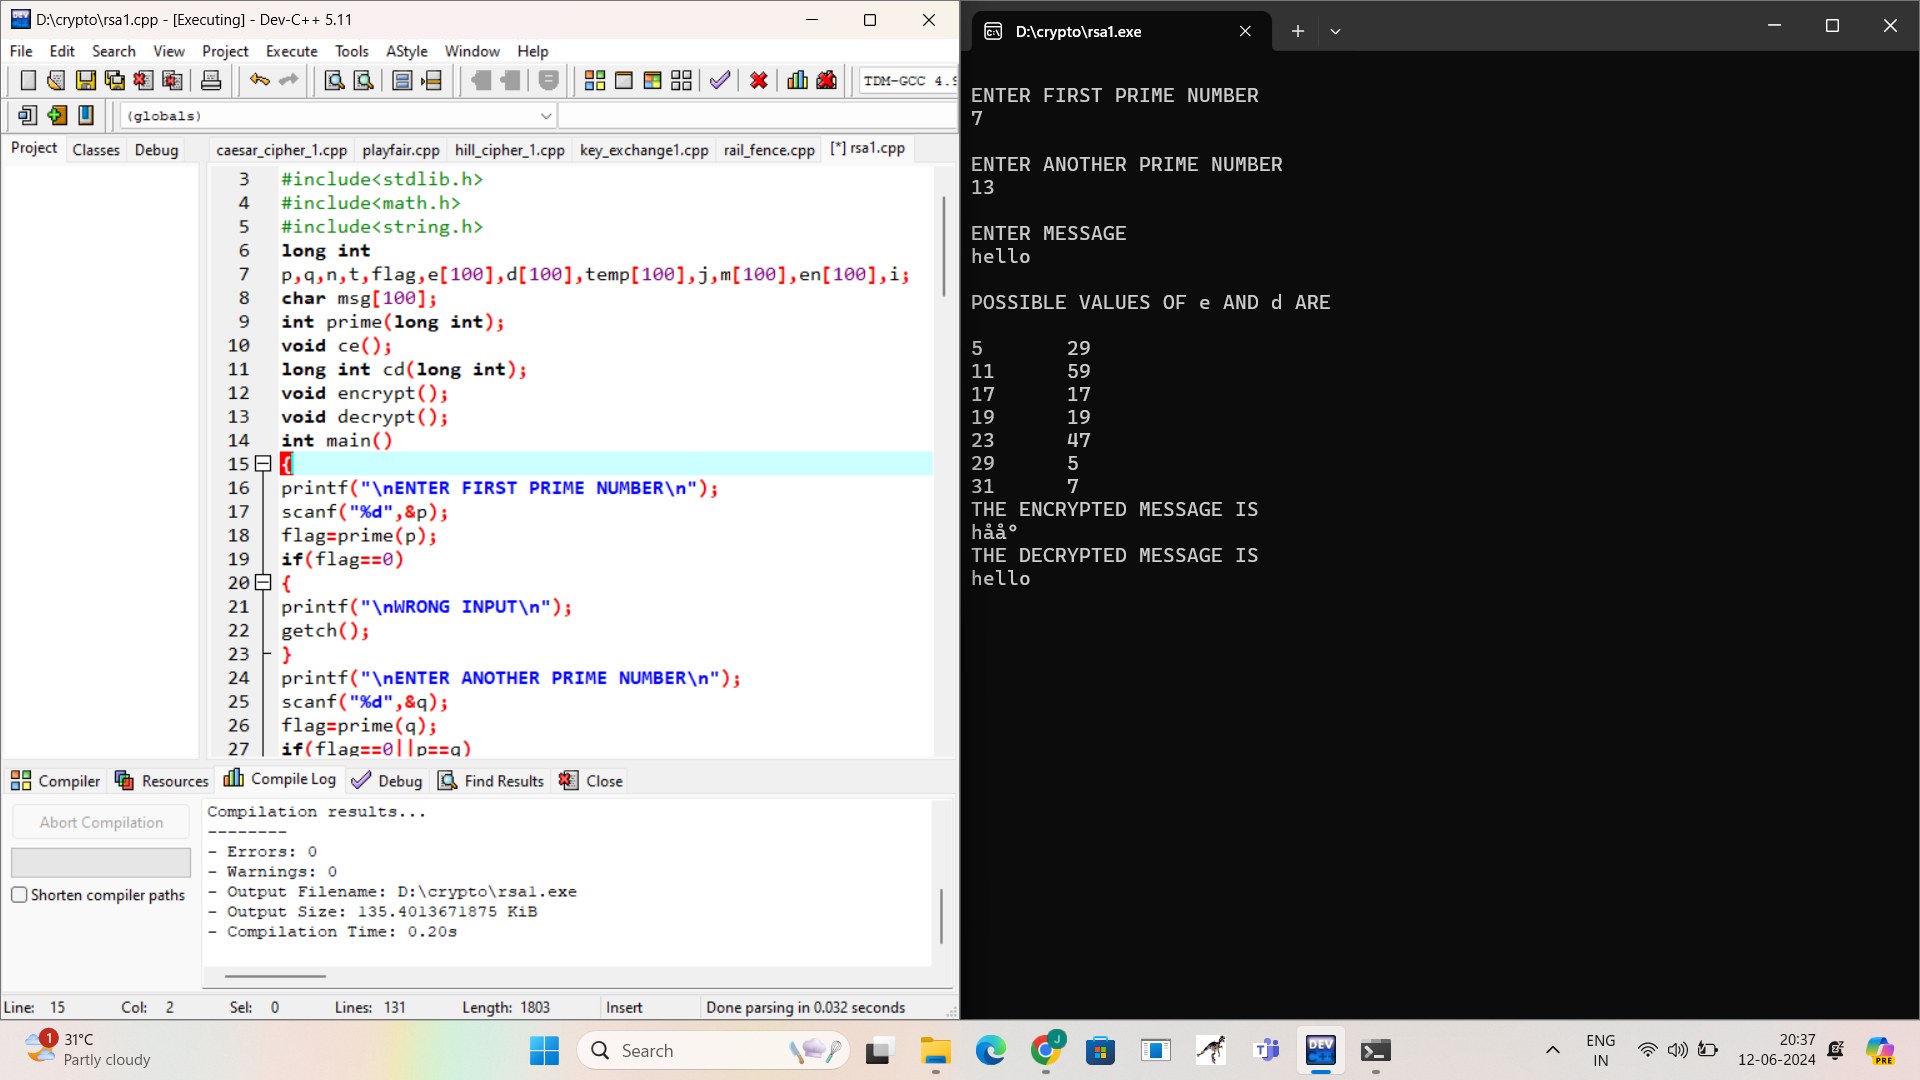 D:\crypto\rsa1.cpp - [Executing] - Dev-C++ 5.11
File Edit Search View Project Execute Tools AStyle Window Help
TDM-GCC 4.9
(globals)
Project Classes Debug
caesar_cipher_1.cpp playfair.cpp hill_cipher_1.cpp key_exchange1.cpp rail_fence.cpp [*] rsa1.cpp
3 #include<stdlib.h>
4 #include<math.h>
5 #include<string.h>
6 long int
7 p,q,n,t,flag,e[100],d[100],temp[100],j,m[100],en[100],i;
8 char msg[100];
9 int prime(long int);
10 void ce();
11 long int cd(long int);
12 void encrypt();
13 void decrypt();
14 int main()
15 {
16 printf("\nENTER FIRST PRIME NUMBER\n");
17 scanf("%d",&p);
18 flag=prime(p);
19 if(flag==0)
20 {
21 printf("\nWRONG INPUT\n");
22 getch();
23 }
24 printf("\nENTER ANOTHER PRIME NUMBER\n");
25 scanf("%d",&q);
26 flag=prime(q);
27 if(flag==0||p==q)
Compiler Resources Compile Log Debug Find Results Close
Abort Compilation
Shorten compiler paths
Compilation results...
--------
- Errors: 0
- Warnings: 0
- Output Filename: D:\crypto\rsa1.exe
- Output Size: 135.4013671875 KiB
- Compilation Time: 0.20s
Line: 15 Col: 2 Sel: 0 Lines: 131 Length: 1803 Insert Done parsing in 0.032 seconds
D:\crypto\rsa1.exe
ENTER FIRST PRIME NUMBER
7
ENTER ANOTHER PRIME NUMBER
13
ENTER MESSAGE
hello
POSSIBLE VALUES OF e AND d ARE
5 29
11 59
17 17
19 19
23 47
29 5
31 7
THE ENCRYPTED MESSAGE IS
håå°
THE DECRYPTED MESSAGE IS
hello
1
31°C
Partly cloudy
Search
J
DEV
C++
ENG
IN
20:37
12-06-2024
PRE